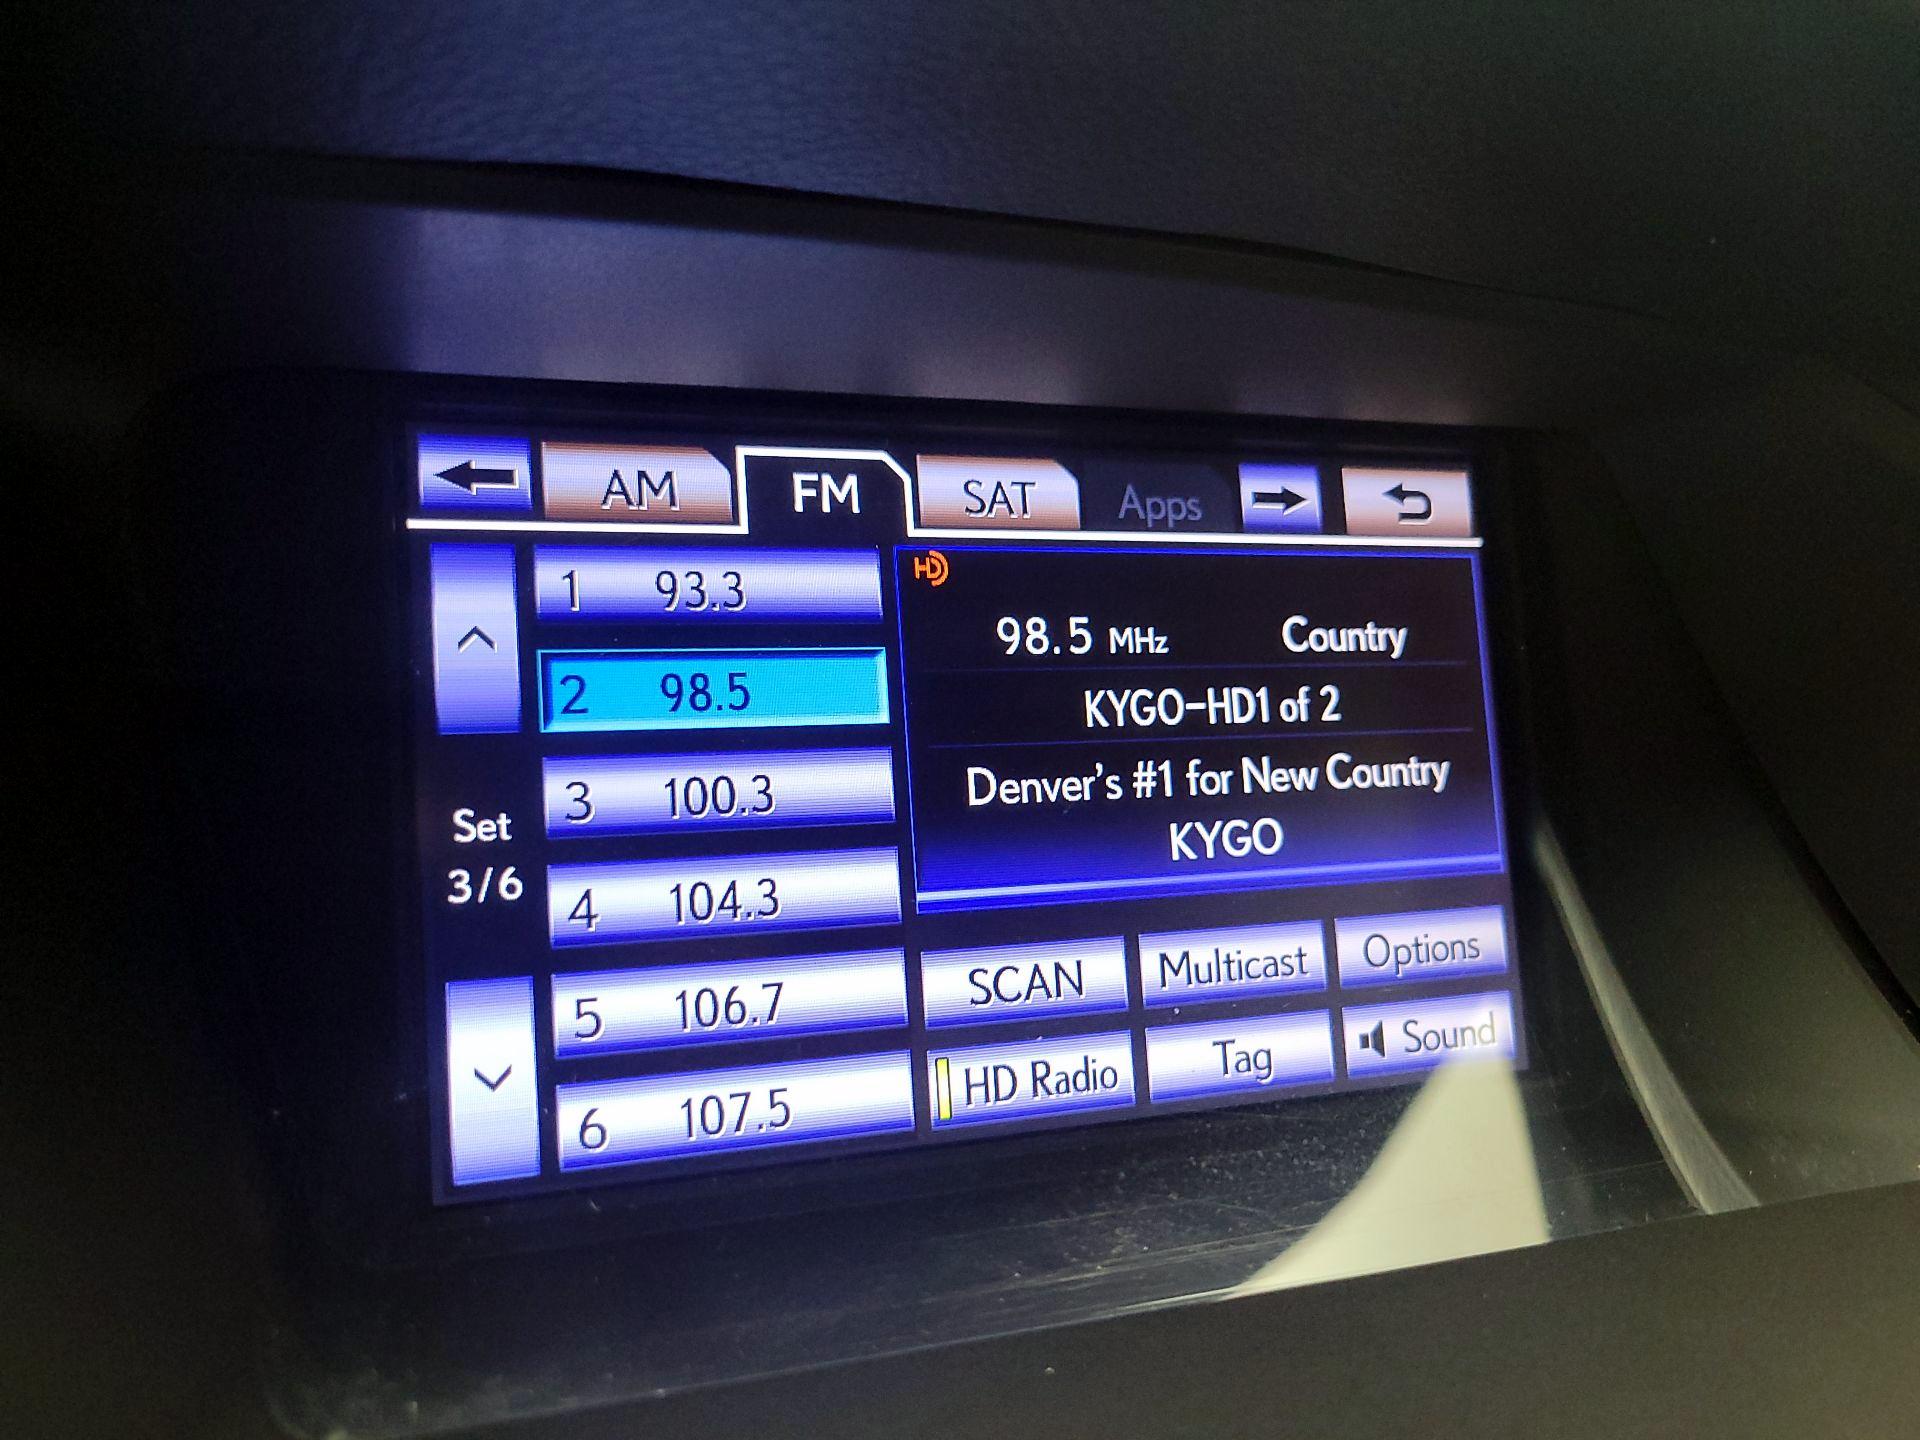 AM FM SAT Apps
HD
1 93.3
98.5 MHz Country
2 98.5
KYGO-HD1 of 2
3 100.3
Denver's #1 for New Country
KYGO
Set
3/6
4 104.3
5 106.7
6 107.5
SCAN Multicast Options
HD Radio Tag Sound